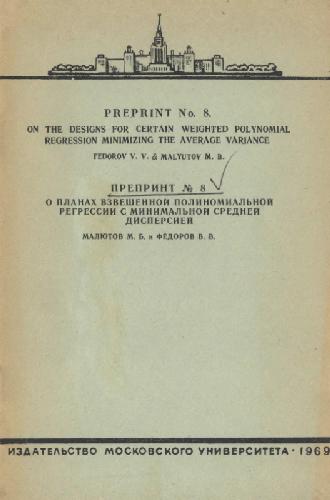 PREPRINT No. 8.
ON THE DESIGNS FOR CERTAIN WEIGHTED POLYNOMIAL
REGRESSION MINIMIZING THE AVERAGE VARIANCE
FEDOROV V. V. & MALYUTOV M. B.
ПРЕПРИНТ № 8
О ПЛАНАХ ВЗВЕШЕННОЙ ПОЛИНОМИАЛЬНОЙ
РЕГРЕССИИ С МИНИМАЛЬНОЙ СРЕДНЕЙ
ДИСПЕРСИЕЙ
МАЛЮТОВ М. Б. и ФЕДОРОВ В. В.
ИЗДАТЕЛЬСТВО МОСКОВСКОГО УНИВЕРСИТЕТА · 1969